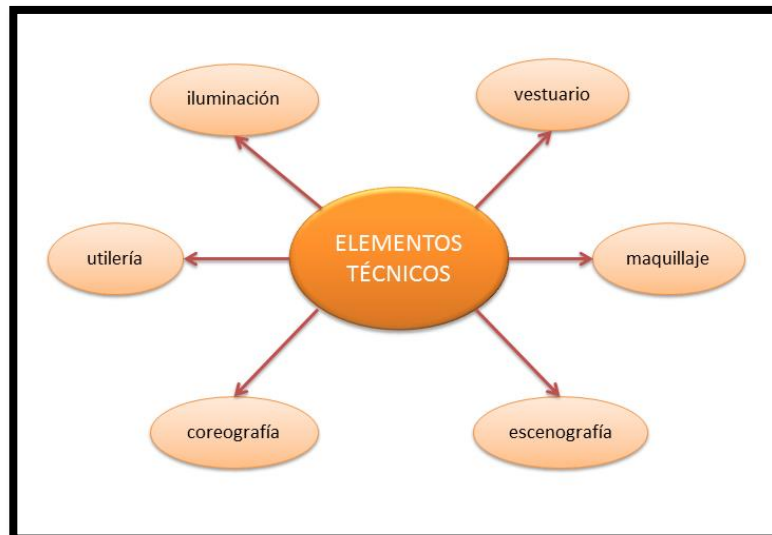 iluminación
vestuario
ELEMENTOS
TÉCNICOS
utilería
maquillaje
coreografía
escenografía